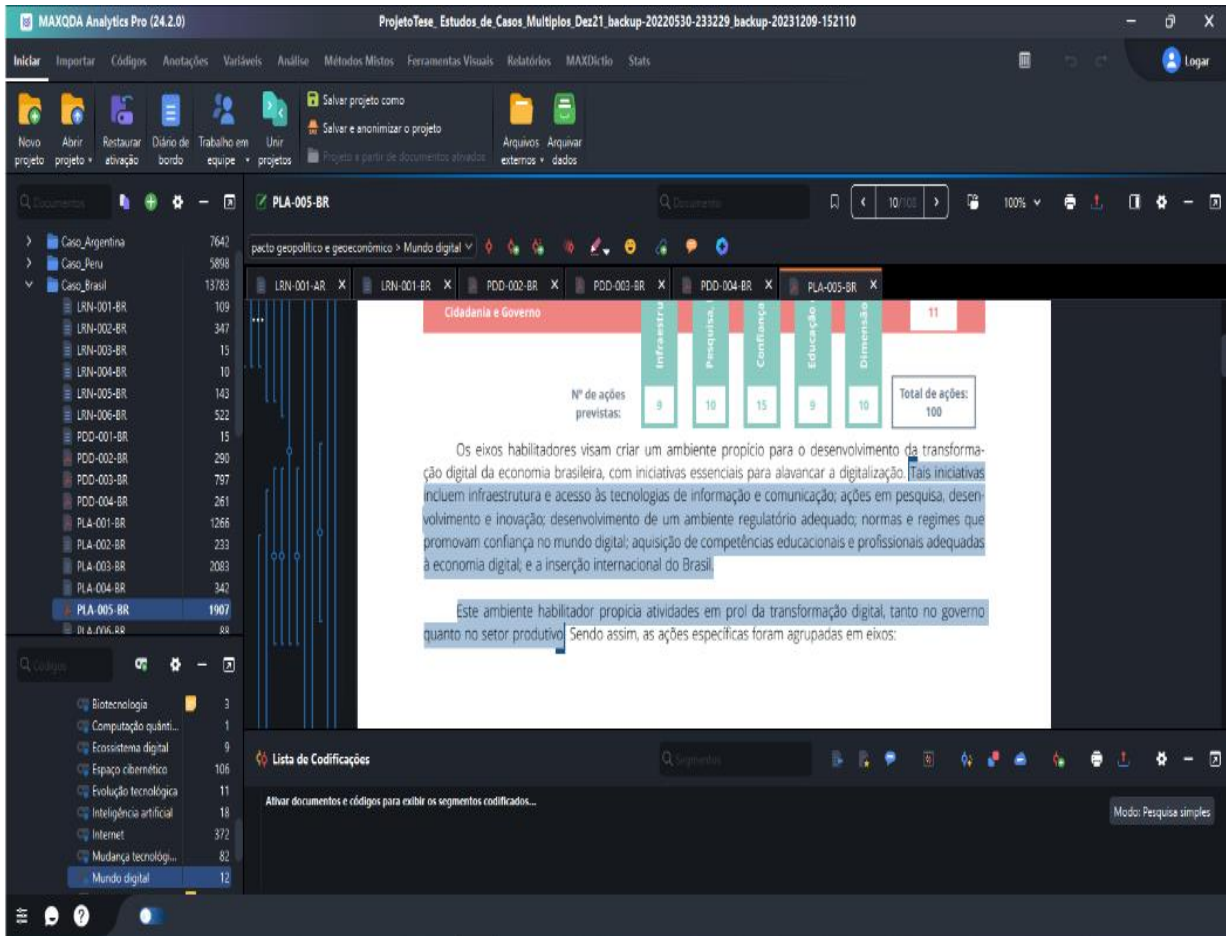 MAXQDA Analytics Pro (24.2.0)
ProjetoTese_Estudos_de_Casos_Multiplos_Dez21_backup-20220530-233229_backup-20231209-152110
Iniciar Importar Códigos Anotações Variáveis Análise Métodos Mistos Ferramentas Visuais Relatórios MAXDictio Stats
Logar
Novo projeto
Abrir projeto
Restaurar ativação
Diário de bordo
Trabalho em equipe
Unir projetos
Salvar projeto como
Salvar e anonimizar o projeto
Projeto a partir de documentos ativados
Arquivos externos
Arquivar dados
Documentos
Caso_Argentina 7642
Caso_Peru 5898
Caso_Brasil 13783
LRN-001-BR 109
LRN-002-BR 347
LRN-003-BR 15
LRN-004-BR 10
LRN-005-BR 143
LRN-006-BR 522
PDD-001-BR 15
PDD-002-BR 290
PDD-003-BR 797
PDD-004-BR 261
PLA-001-BR 1266
PLA-002-BR 233
PLA-003-BR 2083
PLA-004-BR 342
PLA-005-BR 1907
PLA-006-BR 88
Códigos
Biotecnologia 3
Computação quânti... 1
Ecossistema digital 9
Espaço cibernético 106
Evolução tecnológica 11
Inteligência artificial 18
Internet 372
Mudança tecnológi... 82
Mundo digital 12
PLA-005-BR
Documento
10/108
100%
pacto geopolítico e geoeconômico > Mundo digital
LRN-001-AR X LRN-001-BR X PDD-002-BR X PDD-003-BR X PDD-004-BR X PLA-005-BR X
...
Cidadania e Governo
Infraestru
Pesquisa,
Confiança
Educação
Dimensão
11
Nº de ações
previstas:
9 10 15 9 10
Total de ações:
100
Os eixos habilitadores visam criar um ambiente propício para o desenvolvimento da transforma-
ção digital da economia brasileira, com iniciativas essenciais para alavancar a digitalização. Tais iniciativas
incluem infraestrutura e acesso às tecnologias de informação e comunicação; ações em pesquisa, desen-
volvimento e inovação; desenvolvimento de um ambiente regulatório adequado; normas e regimes que
promovam confiança no mundo digital; aquisição de competências educacionais e profissionais adequadas
à economia digital; e a inserção internacional do Brasil.
Este ambiente habilitador propicia atividades em prol da transformação digital, tanto no governo
quanto no setor produtivo. Sendo assim, as ações específicas foram agrupadas em eixos:
Lista de Codificações
Segmentos
Ativar documentos e códigos para exibir os segmentos codificados...
Modo: Pesquisa simples